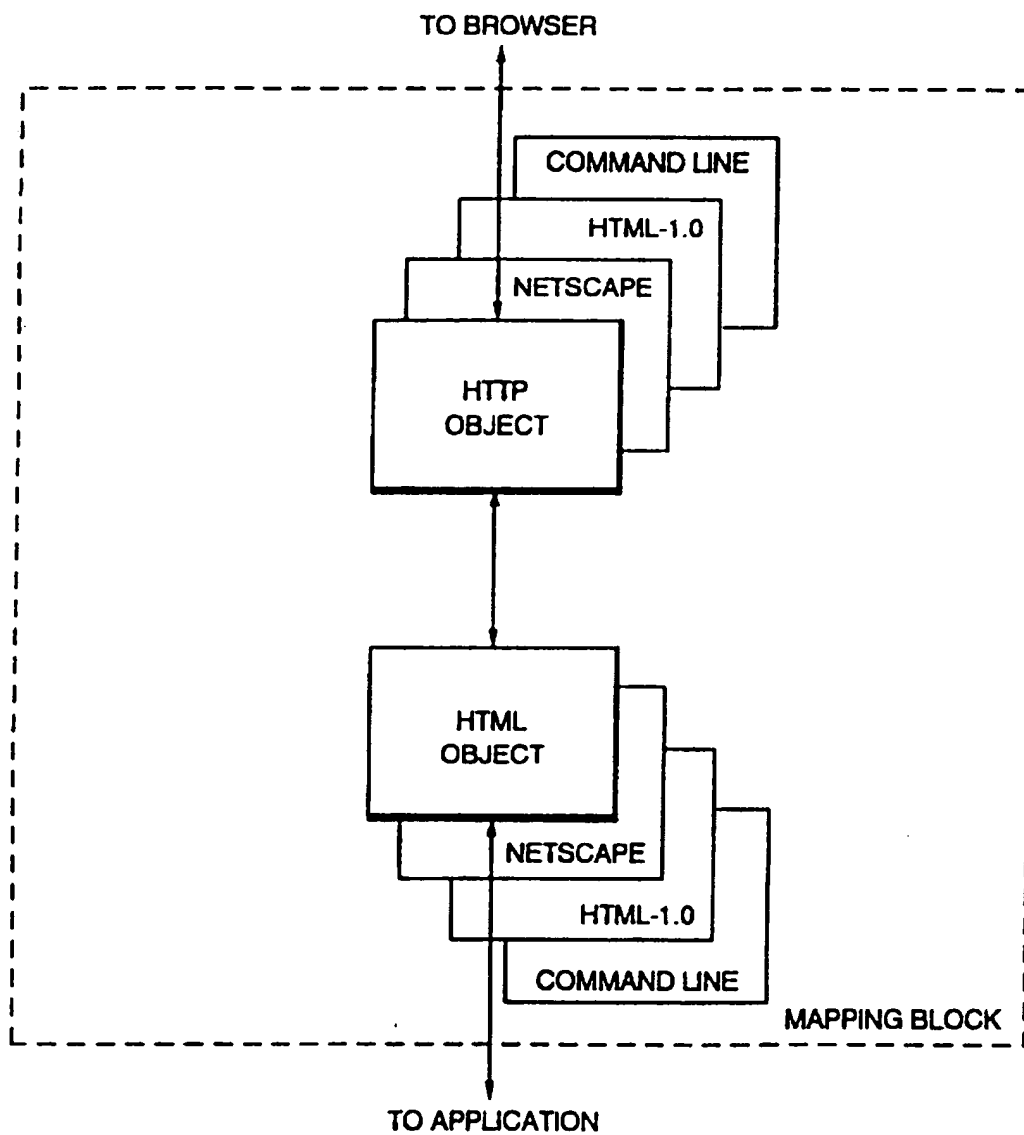 TO BROWSER
COMMAND LINE
HTML-1.0
NETSCAPE
HTTP
OBJECT
HTML
OBJECT
NETSCAPE
HTML-1.0
COMMAND LINE
MAPPING BLOCK
TO APPLICATION